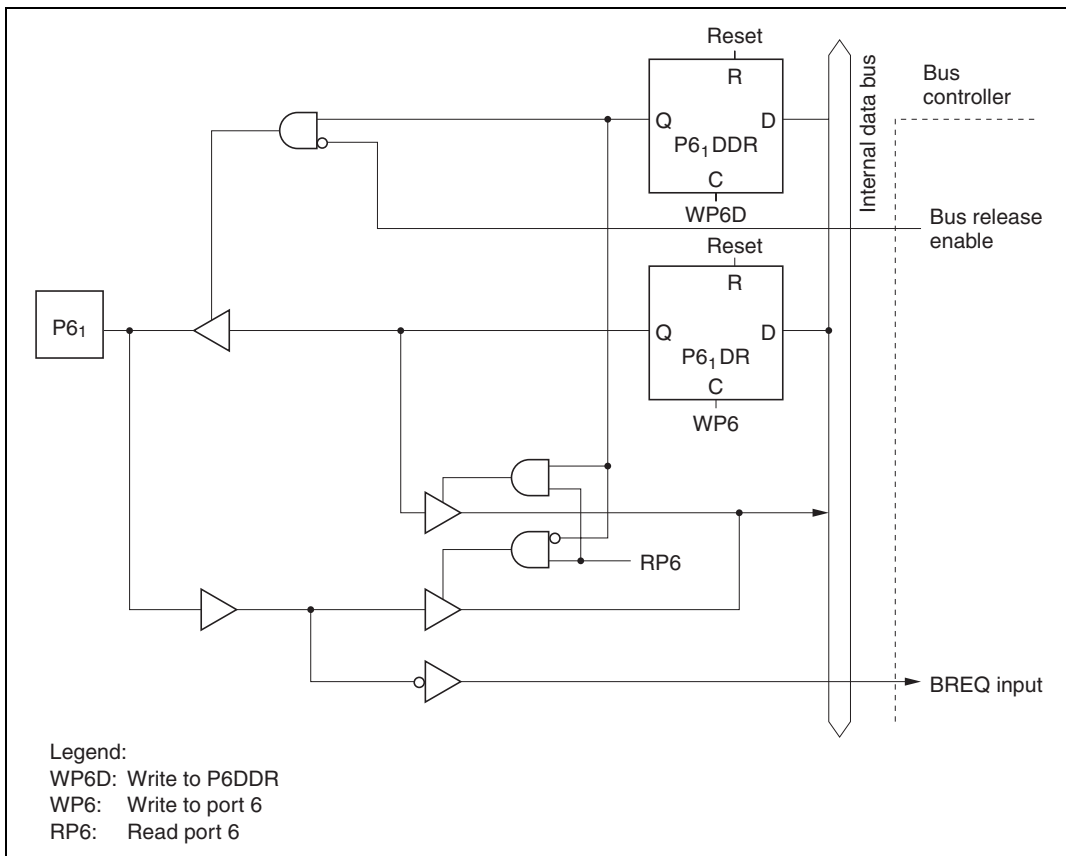 Reset
R
Q
D
P6₁DDR
C
WP6D
Internal data bus
Bus
controller
Bus release
enable
Reset
R
P6₁
Q
D
P6₁DR
C
WP6
RP6
BREQ input
Legend:
WP6D: Write to P6DDR
WP6: Write to port 6
RP6: Read port 6